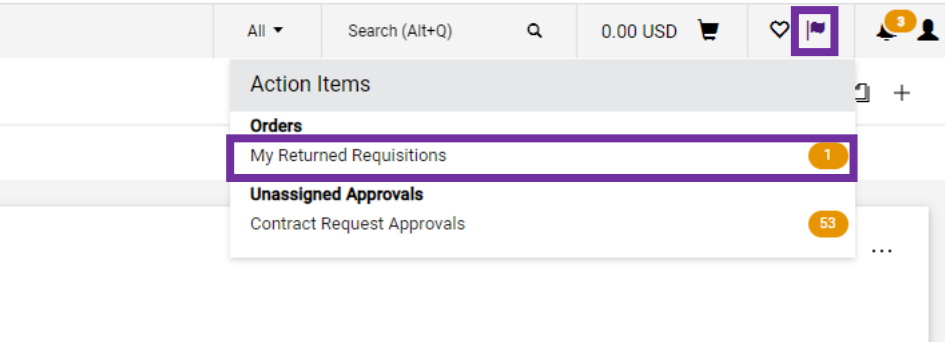 All Search (Alt+Q) 0.00 USD 3
Action Items
Orders
My Returned Requisitions 1
Unassigned Approvals
Contract Request Approvals 53
...